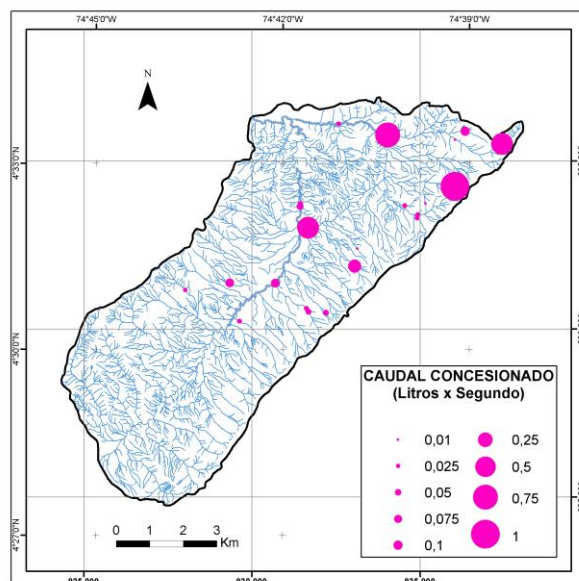 74°45'0"W 74°42'0"W 74°39'0"W
N
4°33'0"N
4°30'0"N
4°27'0"N
CAUDAL CONCESIONADO
(Litros x Segundo)
0,01 0,25
0,025 0,5
0,05 0,75
0,075 1
0,1
0 1 2 3
Km